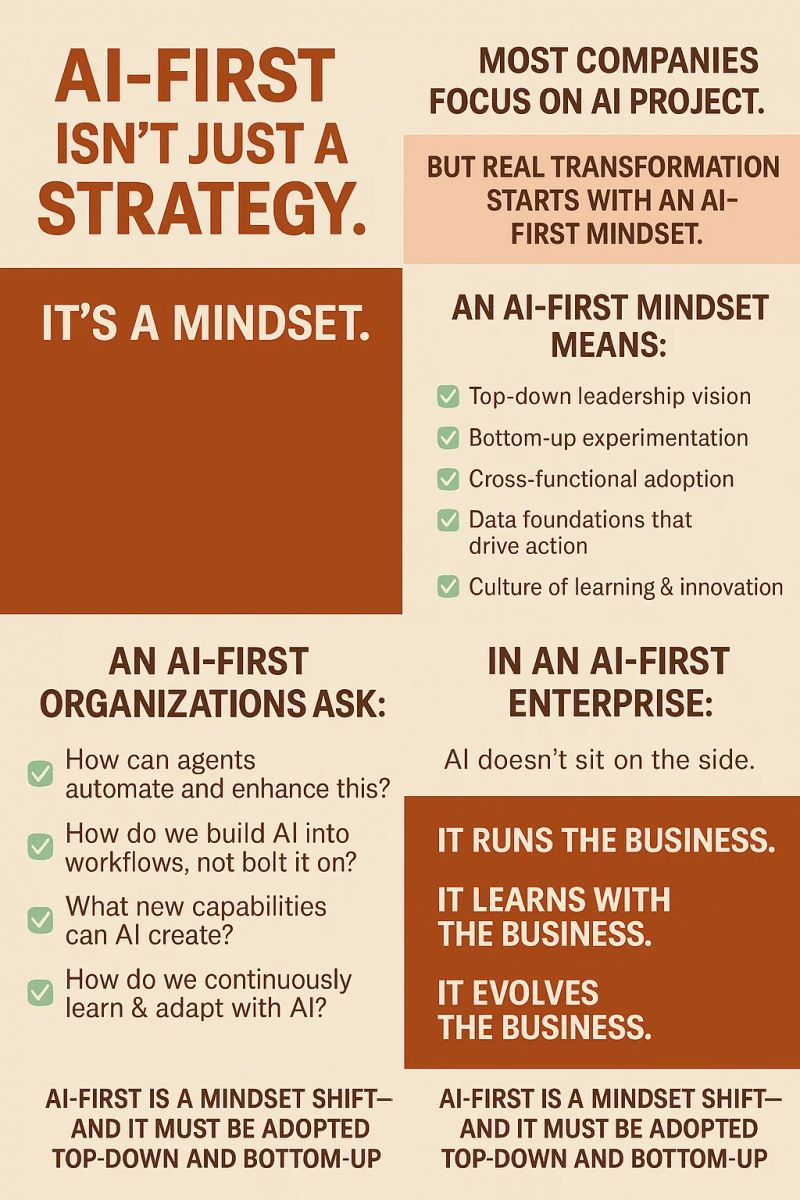 AI-FIRST
ISN'T JUST A
STRATEGY.
MOST COMPANIES
FOCUS ON AI PROJECT.
BUT REAL TRANSFORMATION
STARTS WITH AN AI-
FIRST MINDSET.
IT'S A MINDSET.
AN AI-FIRST MINDSET
MEANS:
Top-down leadership vision
Bottom-up experimentation
Cross-functional adoption
Data foundations that
drive action
Culture of learning & innovation
AN AI-FIRST
ORGANIZATIONS ASK:
How can agents
automate and enhance this?
How do we build AI into
workflows, not bolt it on?
What new capabilities
can AI create?
How do we continuously
learn & adapt with AI?
IN AN AI-FIRST
ENTERPRISE:
AI doesn't sit on the side.
IT RUNS THE BUSINESS.
IT LEARNS WITH
THE BUSINESS.
IT EVOLVES
THE BUSINESS.
AI-FIRST IS A MINDSET SHIFT—
AND IT MUST BE ADOPTED
TOP-DOWN AND BOTTOM-UP
AI-FIRST IS A MINDSET SHIFT—
AND IT MUST BE ADOPTED
TOP-DOWN AND BOTTOM-UP